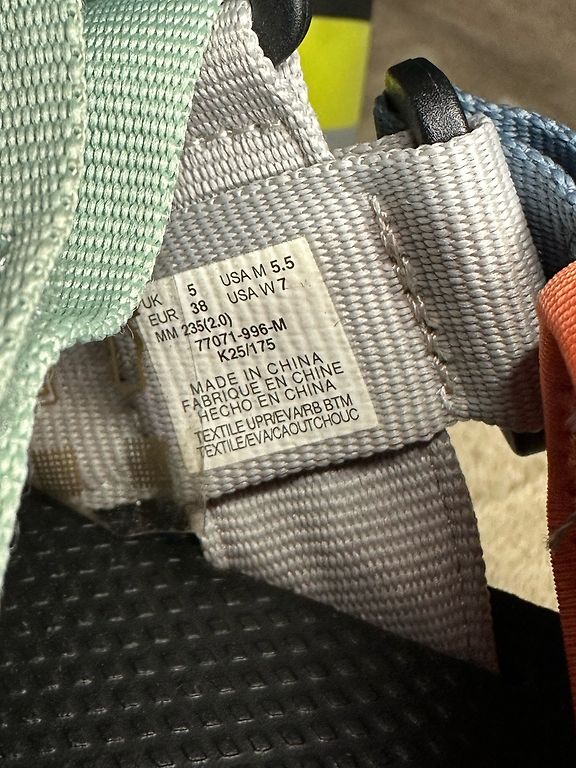 UK 5 USA M 5.5
EUR 38 USA W 7
MM 235(2.0)
77071-996-M
K25/175
MADE IN CHINA
FABRIQUE EN CHINE
HECHO EN CHINA
TEXTILE UPR/EVA/RB BTM
TEXTILE/EVA/CAOUTCHOUC